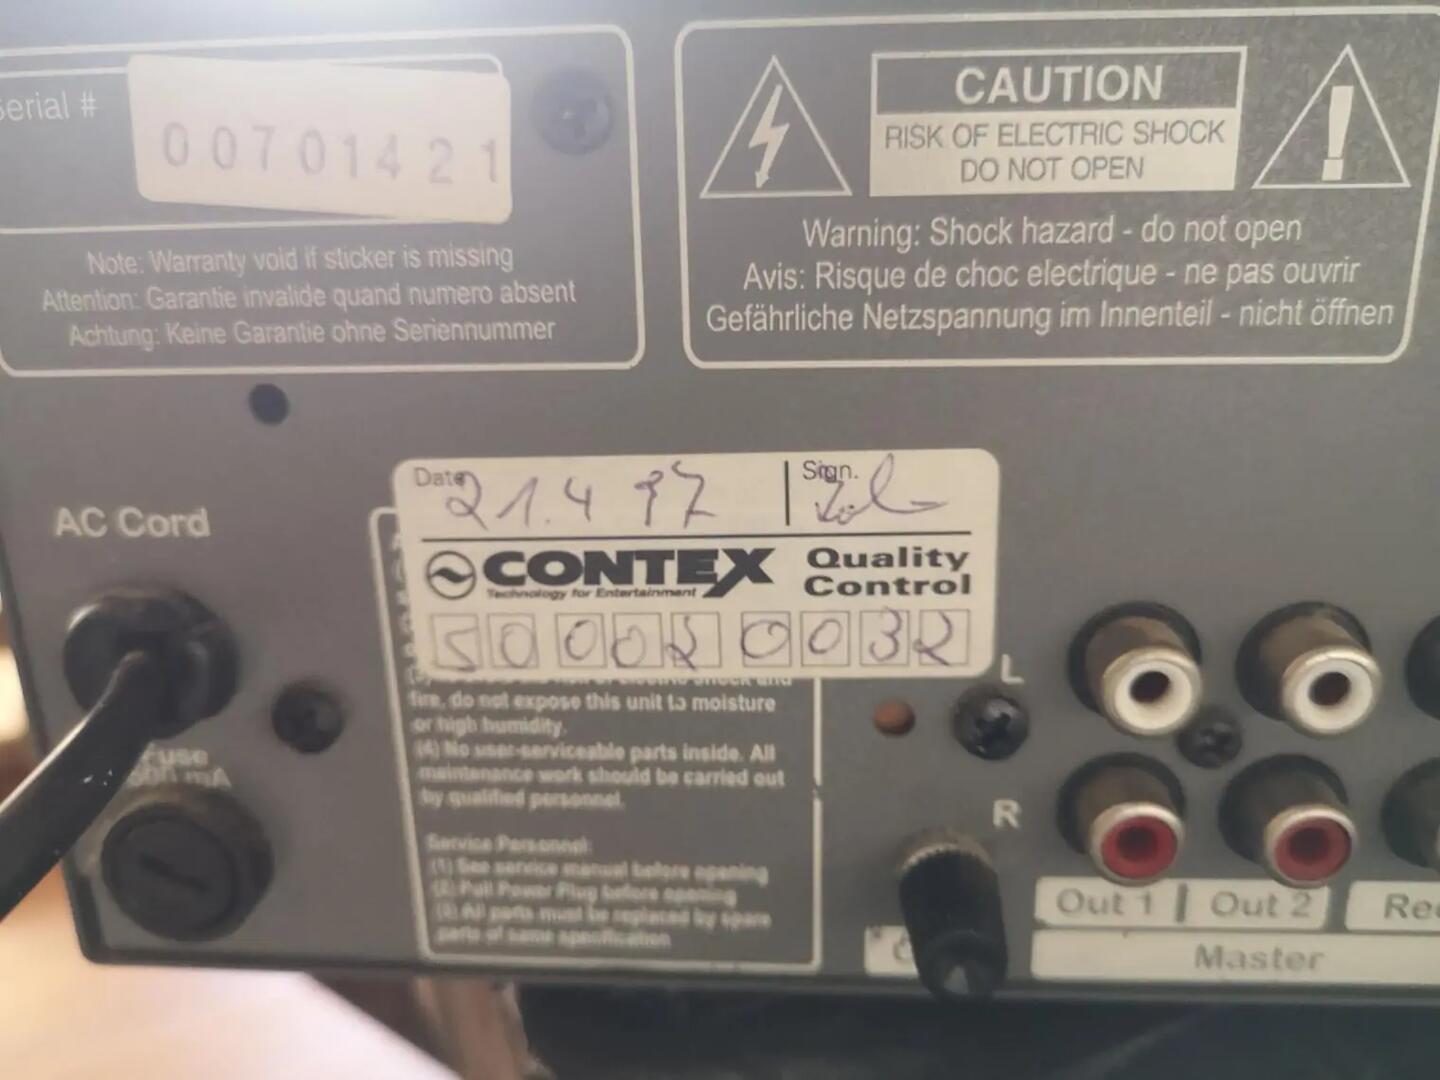 Serial #
00701421
Note: Warranty void if sticker is missing
Attention: Garantie invalide quand numero absent
Achtung: Keine Garantie ohne Seriennummer
CAUTION
RISK OF ELECTRIC SHOCK
DO NOT OPEN
Warning: Shock hazard - do not open
Avis: Risque de choc electrique - ne pas ouvrir
Gefährliche Netzspannung im Innenteil - nicht öffnen
AC Cord
Fuse
mA
Date
21.4 97
Sign.
CONTEX
Technology for Entertainment
Quality
Control
50 002 0032
fire, do not expose this unit to moisture
or high humidity.
(4) No user-serviceable parts inside. All
maintenance work should be carried out
by qualified personnel.
Service Personnel:
(1) See service manual before opening
(2) Pull Power Plug before opening
(3) All parts must be replaced by spare
parts of same specification
L
R
Out 1 | Out 2
Master